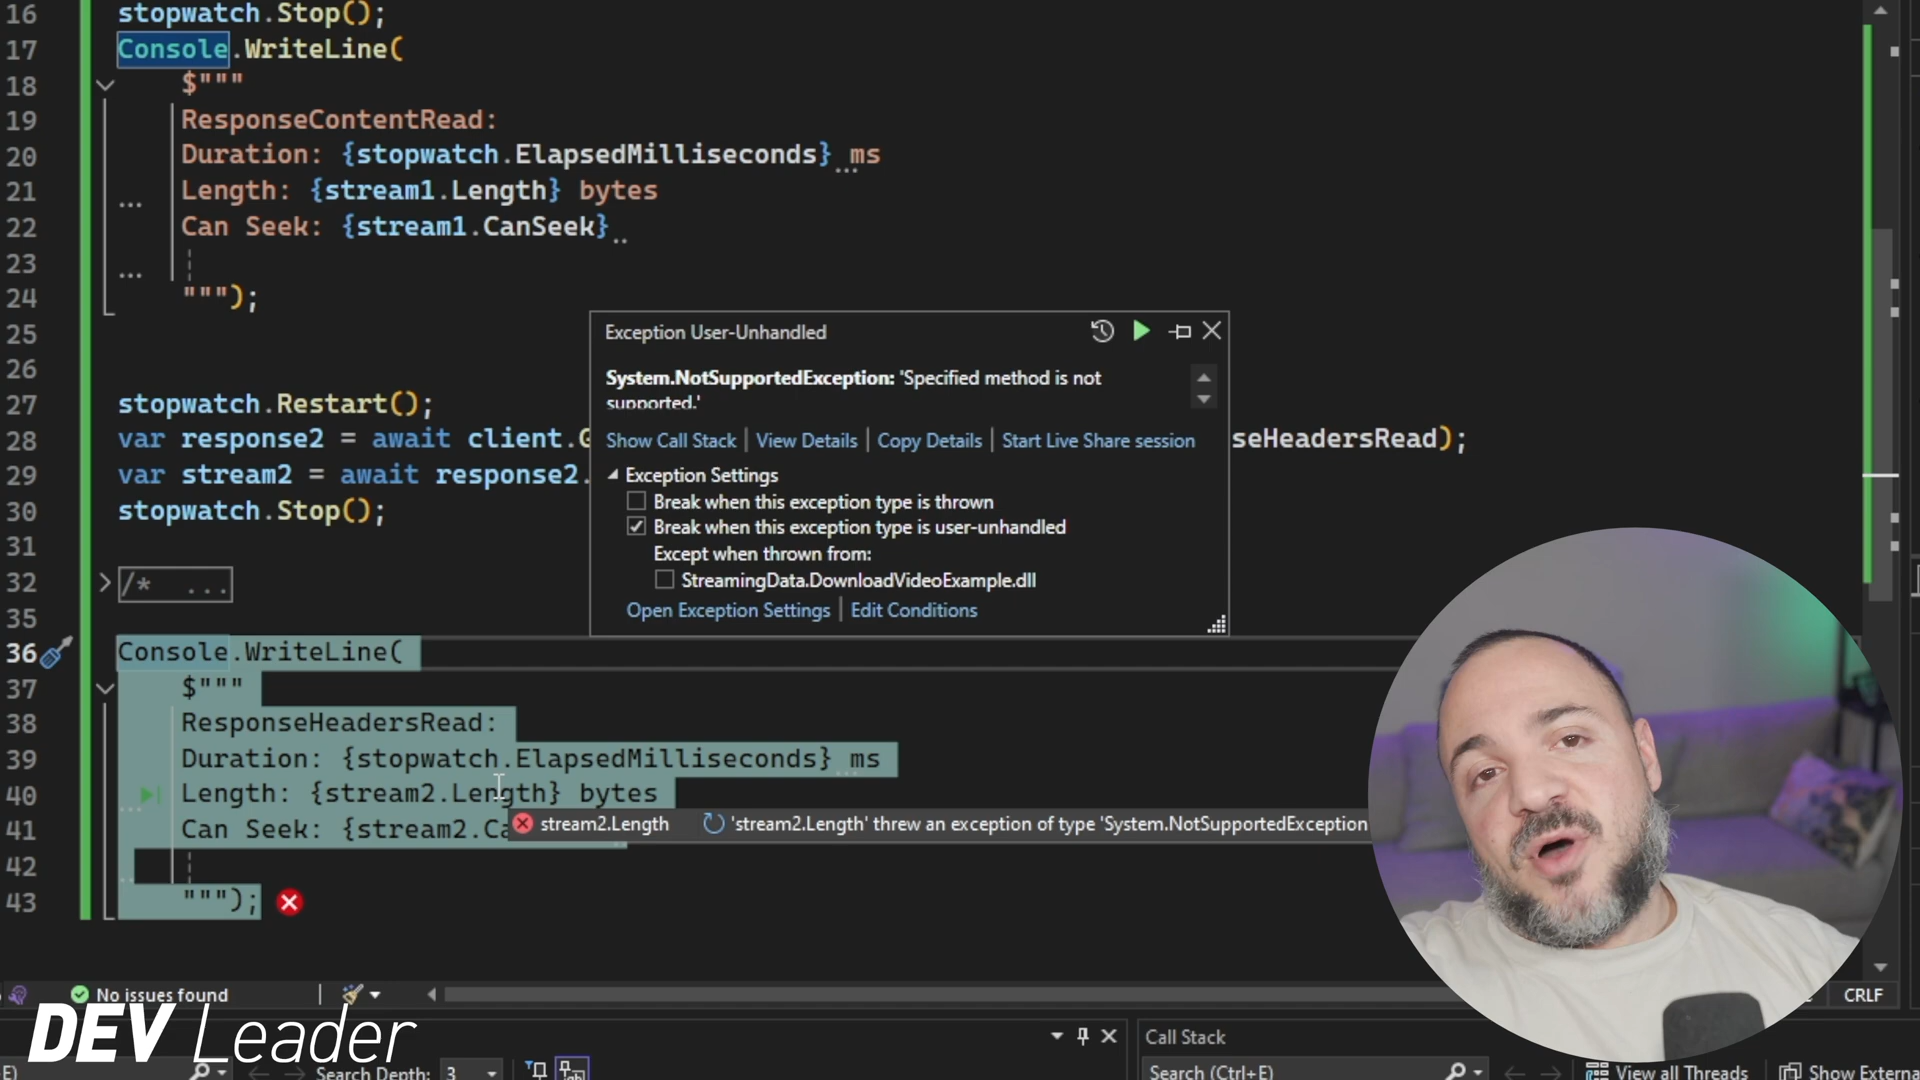 16 stopwatch.Stop();
17 Console.WriteLine(
18 $"""
19 ResponseContentRead:
20 Duration: {stopwatch.ElapsedMilliseconds} ms
21 Length: {stream1.Length} bytes
22 Can Seek: {stream1.CanSeek}
23
24 """);
25
26
27 stopwatch.Restart();
28 var response2 = await client.G seHeadersRead);
29 var stream2 = await response2.
30 stopwatch.Stop();
31
32 /* ...
35
36 Console.WriteLine(
37 $"""
38 ResponseHeadersRead:
39 Duration: {stopwatch.ElapsedMilliseconds} ms
40 Length: {stream2.Length} bytes
41 Can Seek: {stream2.Ca
42
43 """);
Exception User-Unhandled
System.NotSupportedException: 'Specified method is not
supported.'
Show Call Stack | View Details | Copy Details | Start Live Share session
Exception Settings
Break when this exception type is thrown
Break when this exception type is user-unhandled
Except when thrown from:
StreamingData.DownloadVideoExample.dll
Open Exception Settings | Edit Conditions
stream2.Length 'stream2.Length' threw an exception of type 'System.NotSupportedException
No issues found
CRLF
DEV Leader
Call Stack
E) Search Depth: 3
Search (Ctrl+E) View all Threads Show Externa